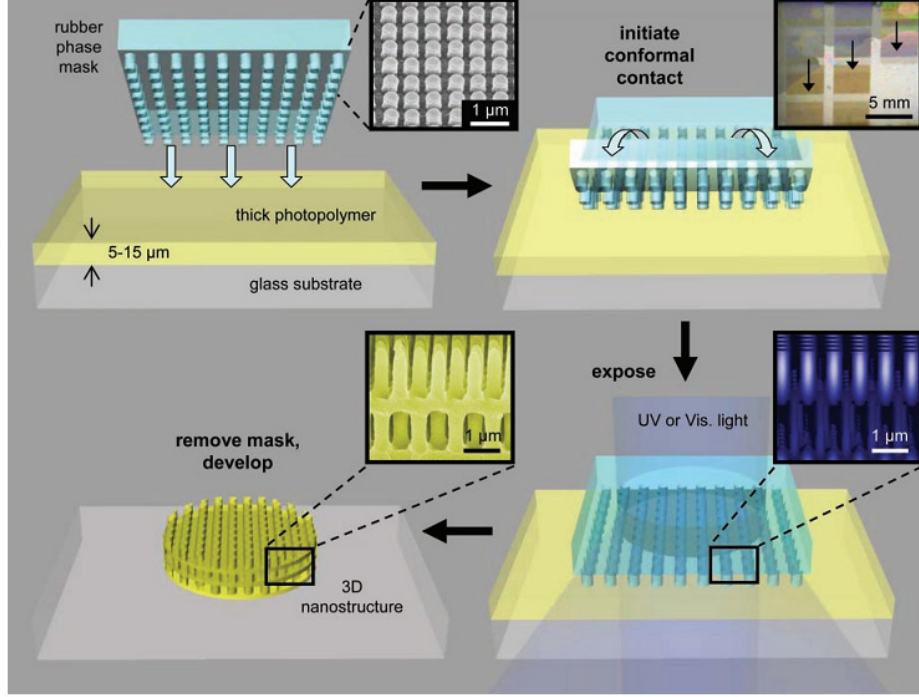 rubber
phase
mask
1 µm
initiate
conformal
contact
5 mm
thick photopolymer
5-15 µm
glass substrate
expose
UV or Vis. light
1 µm
remove mask,
develop
1 µm
3D
nanostructure